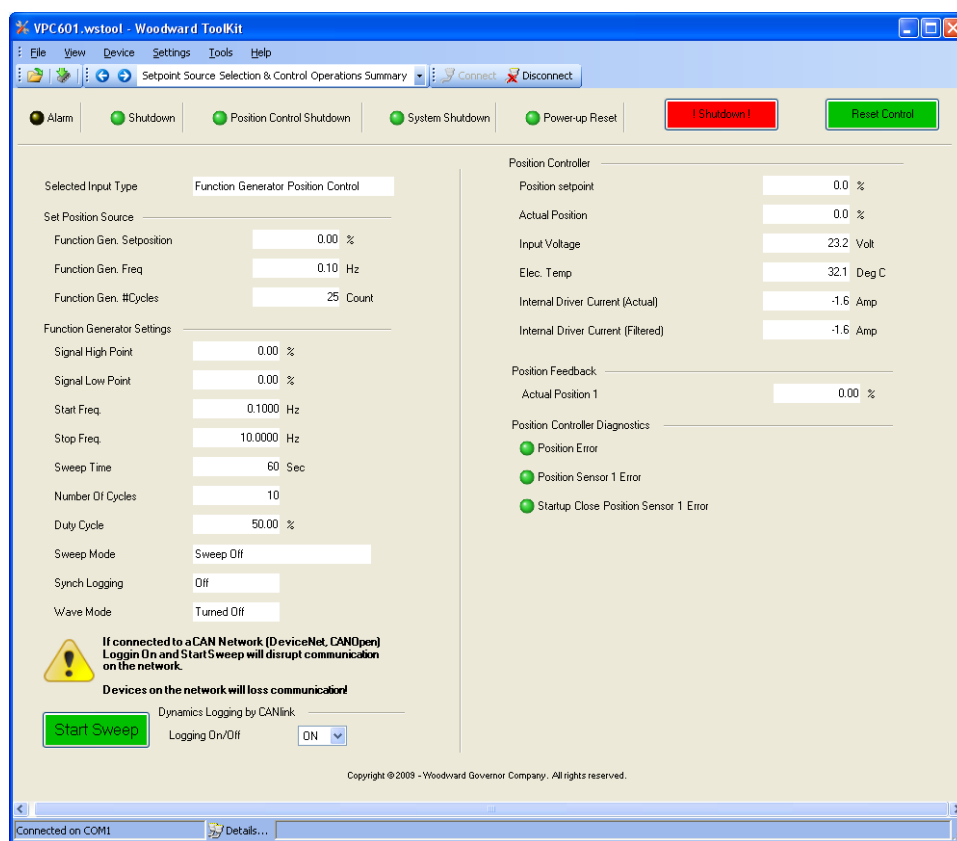 VPC601.wstool - Woodward ToolKit
File View Device Settings Tools Help
Setpoint Source Selection & Control Operations Summary Connect Disconnect
Alarm Shutdown Position Control Shutdown System Shutdown Power-up Reset ! Shutdown ! Reset Control
Selected Input Type Function Generator Position Control
Set Position Source
Function Gen. Setposition 0.00 %
Function Gen. Freq 0.10 Hz
Function Gen. #Cycles 25 Count
Function Generator Settings
Signal High Point 0.00 %
Signal Low Point 0.00 %
Start Freq. 0.1000 Hz
Stop Freq. 10.0000 Hz
Sweep Time 60 Sec
Number Of Cycles 10
Duty Cycle 50.00 %
Sweep Mode Sweep Off
Synch Logging Off
Wave Mode Turned Off
If connected to a CAN Network (DeviceNet, CANOpen)
Loggin On and Start Sweep will disrupt communication
on the network.
Devices on the network will loss communication!
Start Sweep
Dynamics Logging by CANlink
Logging On/Off ON
Position Controller
Position setpoint 0.0 %
Actual Position 0.0 %
Input Voltage 23.2 Volt
Elec. Temp 32.1 Deg C
Internal Driver Current (Actual) -1.6 Amp
Internal Driver Current (Filtered) -1.6 Amp
Position Feedback
Actual Position 1 0.00 %
Position Controller Diagnostics
Position Error
Position Sensor 1 Error
Startup Close Position Sensor 1 Error
Copyright @ 2009 - Woodward Governor Company. All rights reserved.
Connected on COM1 Details...